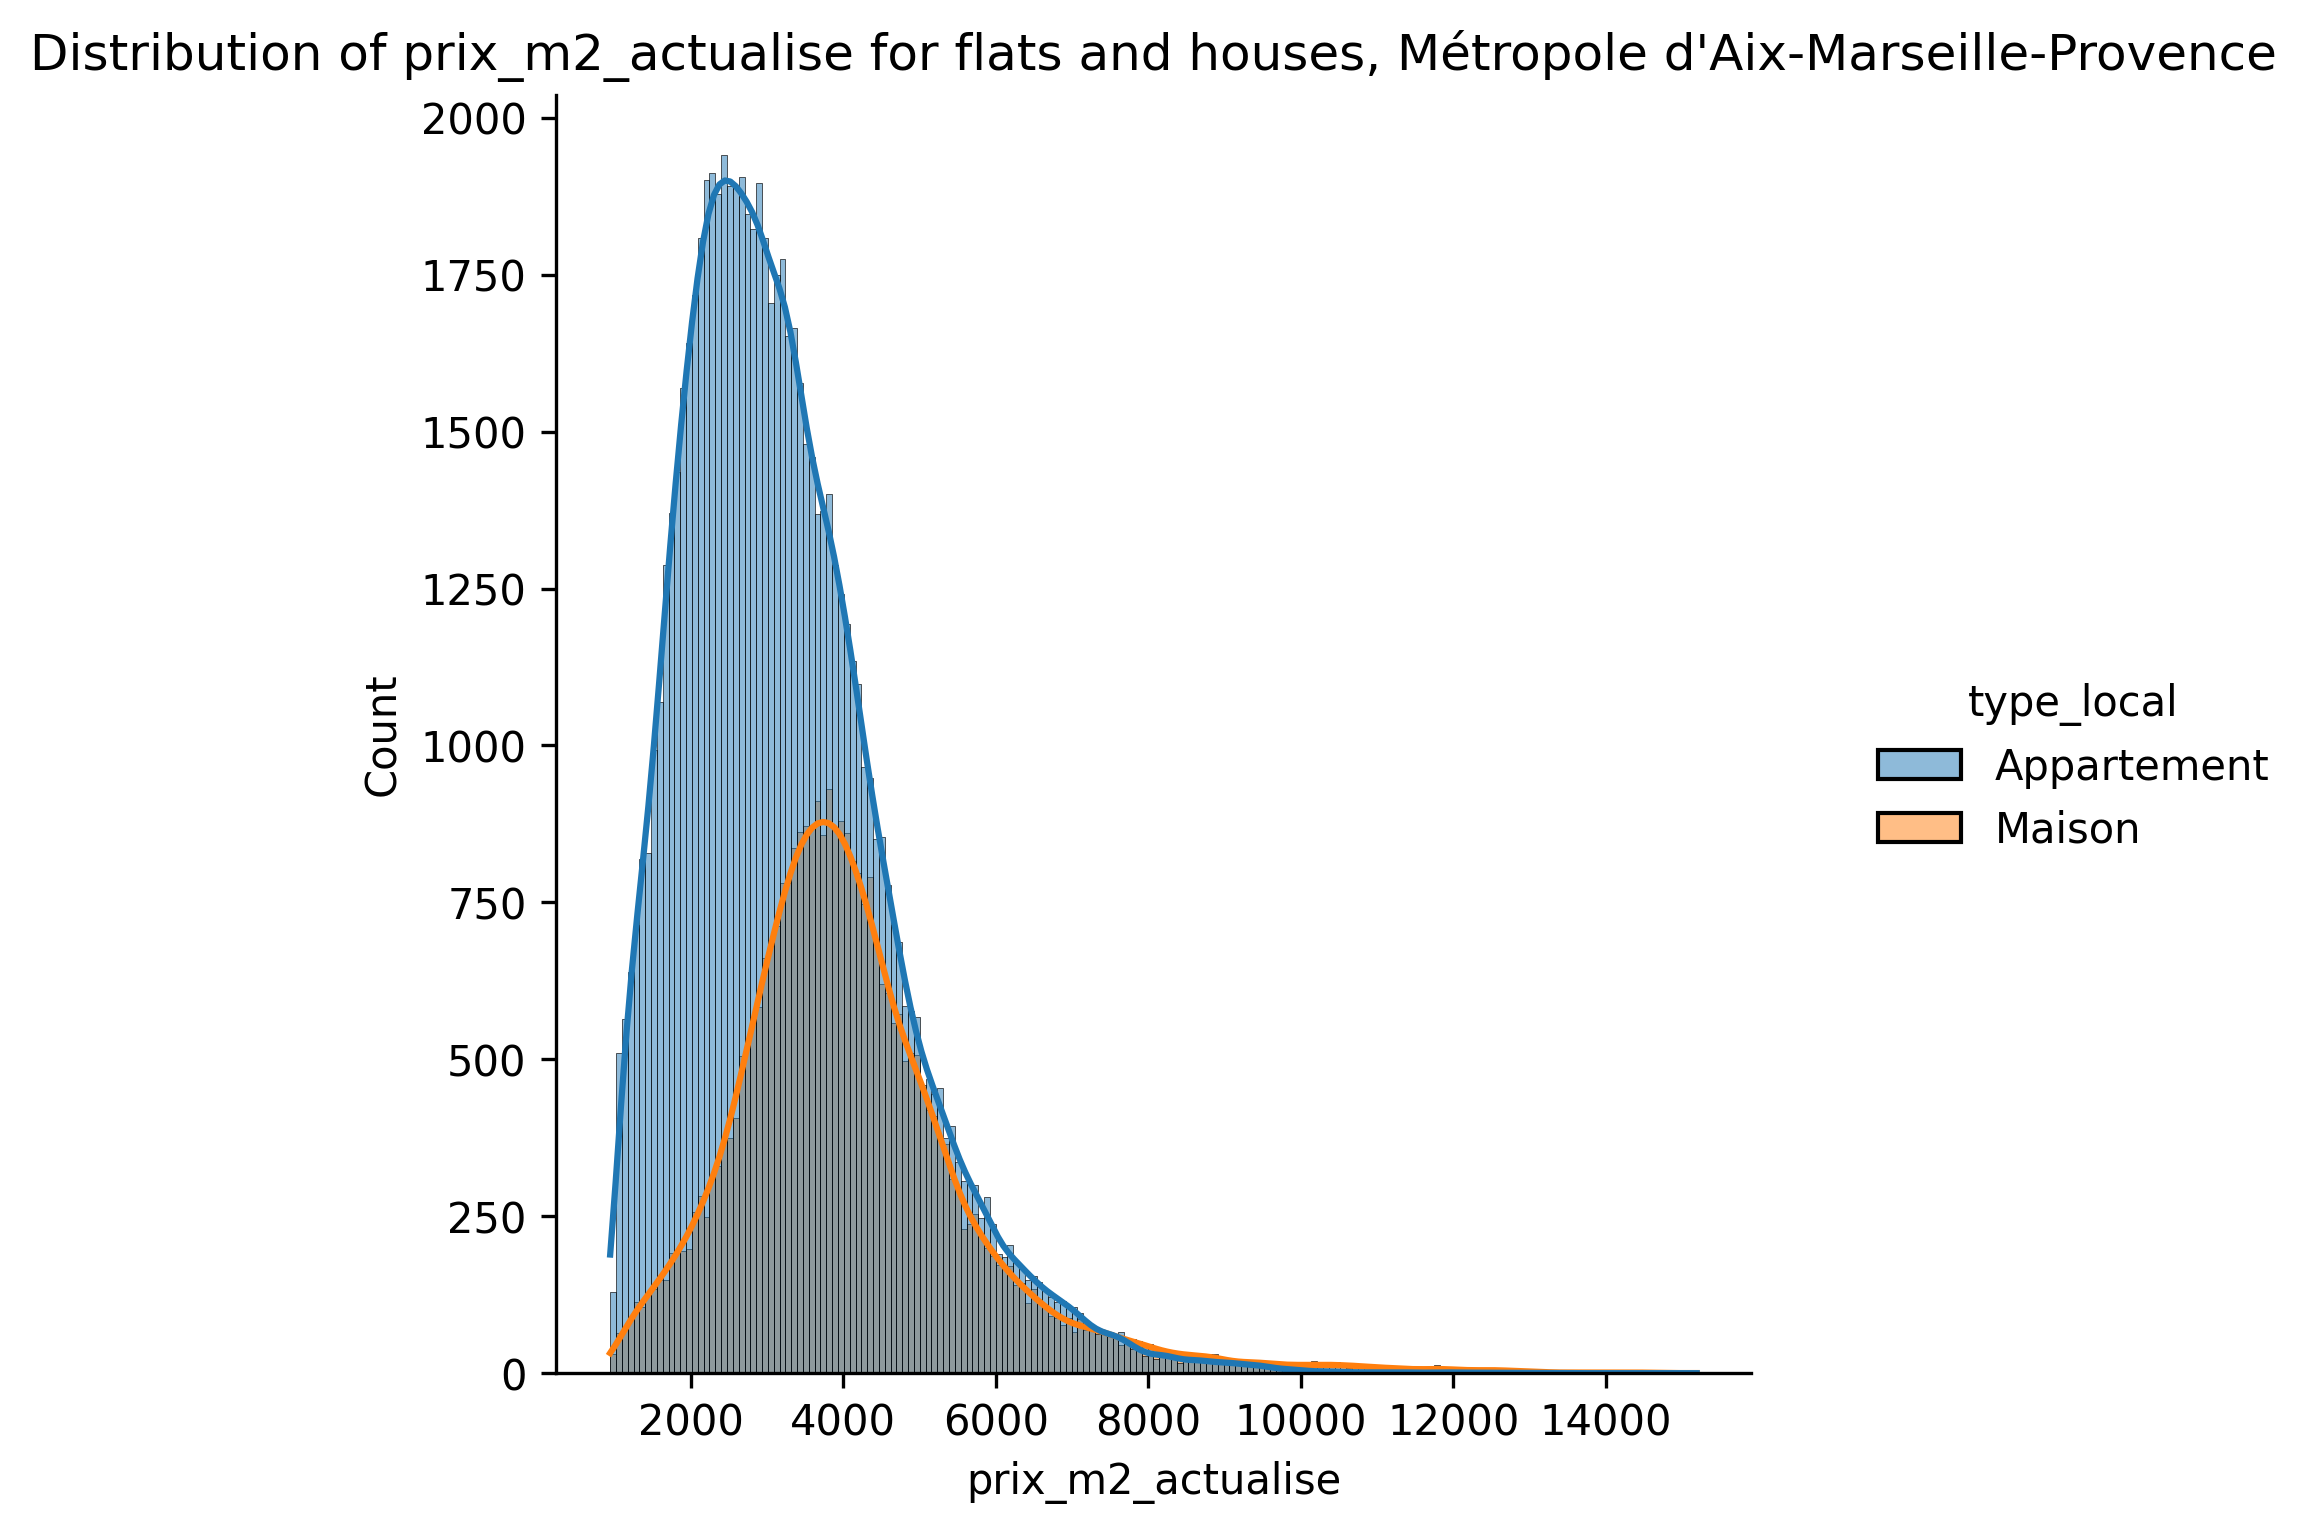 Distribution of prix_m2_actualise for flats and houses, Métropole d'Aix-Marseille-Provence
2000
1750
1500
1250
1000
750
500
250
0
Count
2000 4000 6000 8000 10000 12000 14000
prix_m2_actualise
type_local
Appartement
Maison